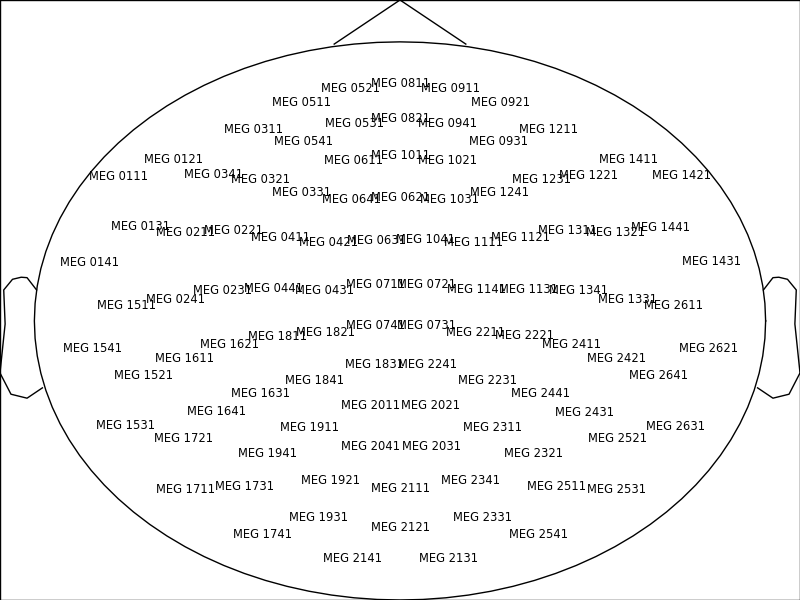 MEG 0811
MEG 0521
MEG 0911
MEG 0511
MEG 0921
MEG 0821
MEG 0531
MEG 0941
MEG 0311
MEG 1211
MEG 0541
MEG 0931
MEG 1011
MEG 0121
MEG 0611
MEG 1021
MEG 1411
MEG 0111
MEG 0341
MEG 0321
MEG 1231
MEG 1221
MEG 1421
MEG 0331
MEG 0641
MEG 0621
MEG 1031
MEG 1241
MEG 0131
MEG 0211
MEG 0221
MEG 0411
MEG 0421
MEG 0631
MEG 1041
MEG 1111
MEG 1121
MEG 1311
MEG 1321
MEG 1441
MEG 0141
MEG 1431
MEG 0711
MEG 0721
MEG 0231
MEG 0441
MEG 0431
MEG 1141
MEG 1131
MEG 1341
MEG 1511
MEG 0241
MEG 1331
MEG 2611
MEG 0741
MEG 0731
MEG 1811
MEG 1821
MEG 2211
MEG 2221
MEG 1541
MEG 1621
MEG 2411
MEG 2621
MEG 1611
MEG 1831
MEG 2241
MEG 2421
MEG 1521
MEG 1841
MEG 2231
MEG 2641
MEG 1631
MEG 2441
MEG 1641
MEG 2011
MEG 2021
MEG 2431
MEG 1531
MEG 1911
MEG 2311
MEG 2631
MEG 1721
MEG 2041
MEG 2031
MEG 2521
MEG 1941
MEG 2321
MEG 1711
MEG 1731
MEG 1921
MEG 2111
MEG 2341
MEG 2511
MEG 2531
MEG 1931
MEG 2331
MEG 1741
MEG 2121
MEG 2541
MEG 2141
MEG 2131